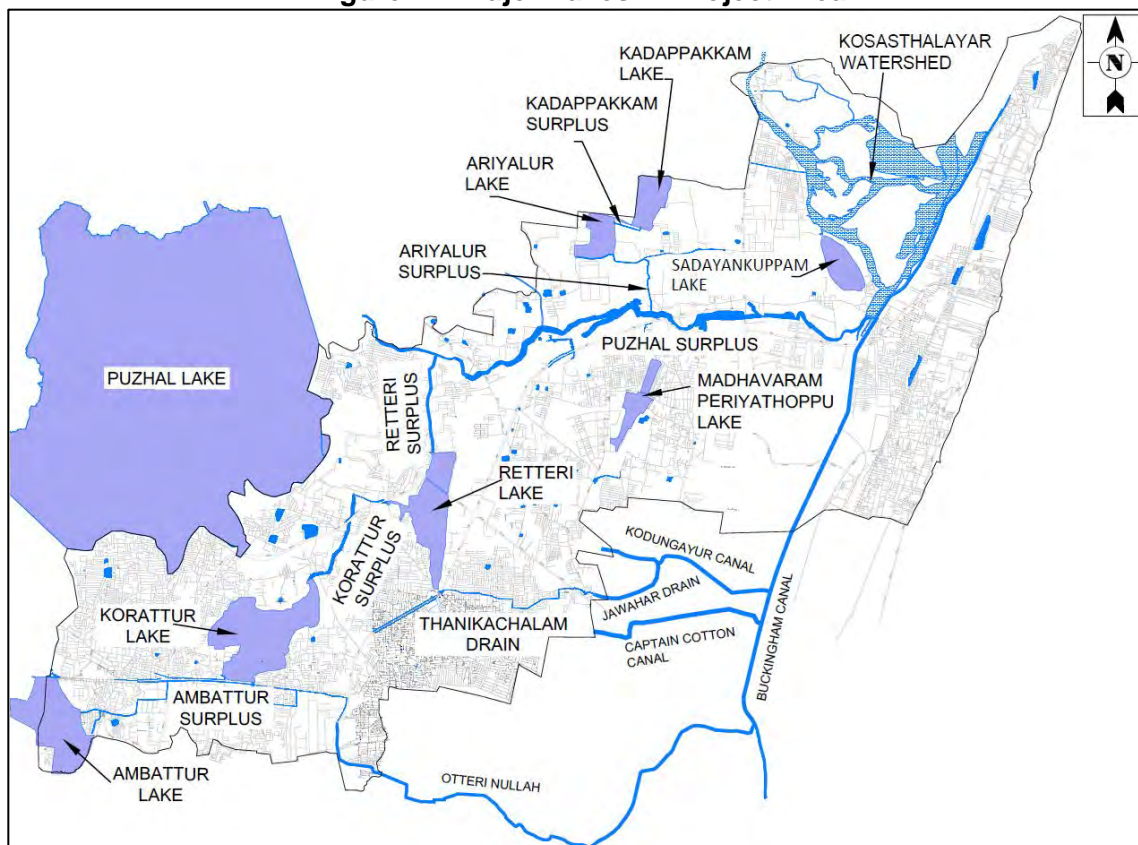 KADAPPAKKAM
LAKE
KOSASTHALAYAR
WATERSHED
N
KADAPPAKKAM
SURPLUS
ARIYALUR
LAKE
ARIYALUR
SURPLUS
SADAYANKUPPAM
LAKE
PUZHAL SURPLUS
PUZHAL LAKE
RETTERI
SURPLUS
MADHAVARAM
PERIYATHOPPU
LAKE
RETTERI
LAKE
KORATTUR
SURPLUS
KODUNGAYUR CANAL
JAWAHAR DRAIN
KORATTUR
LAKE
THANIKACHALAM
DRAIN
CAPTAIN COTTON
CANAL
BUCKINGHAM CANAL
AMBATTUR
SURPLUS
AMBATTUR
LAKE
OTTERI NULLAH